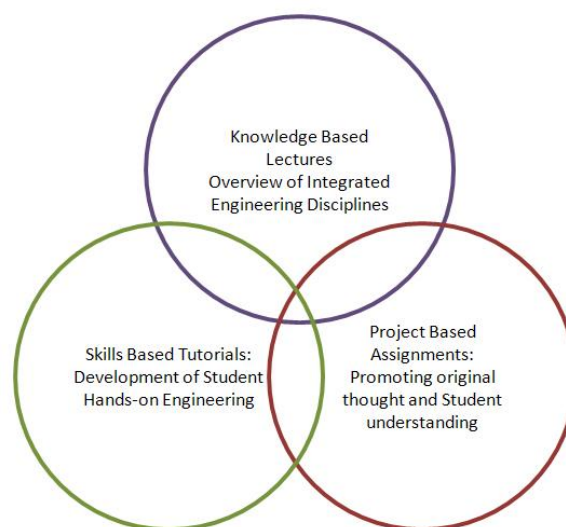 Knowledge Based
Lectures
Overview of Integrated
Engineering Disciplines
Skills Based Tutorials:
Development of Student
Hands-on Engineering
Project Based
Assignments:
Promoting original
thought and Student
understanding